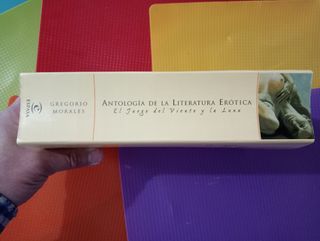 ESPASA
GREGORIO
MORALES
ANTOLOGÍA DE LA LITERATURA ERÓTICA
El Juego del Viento y la Luna